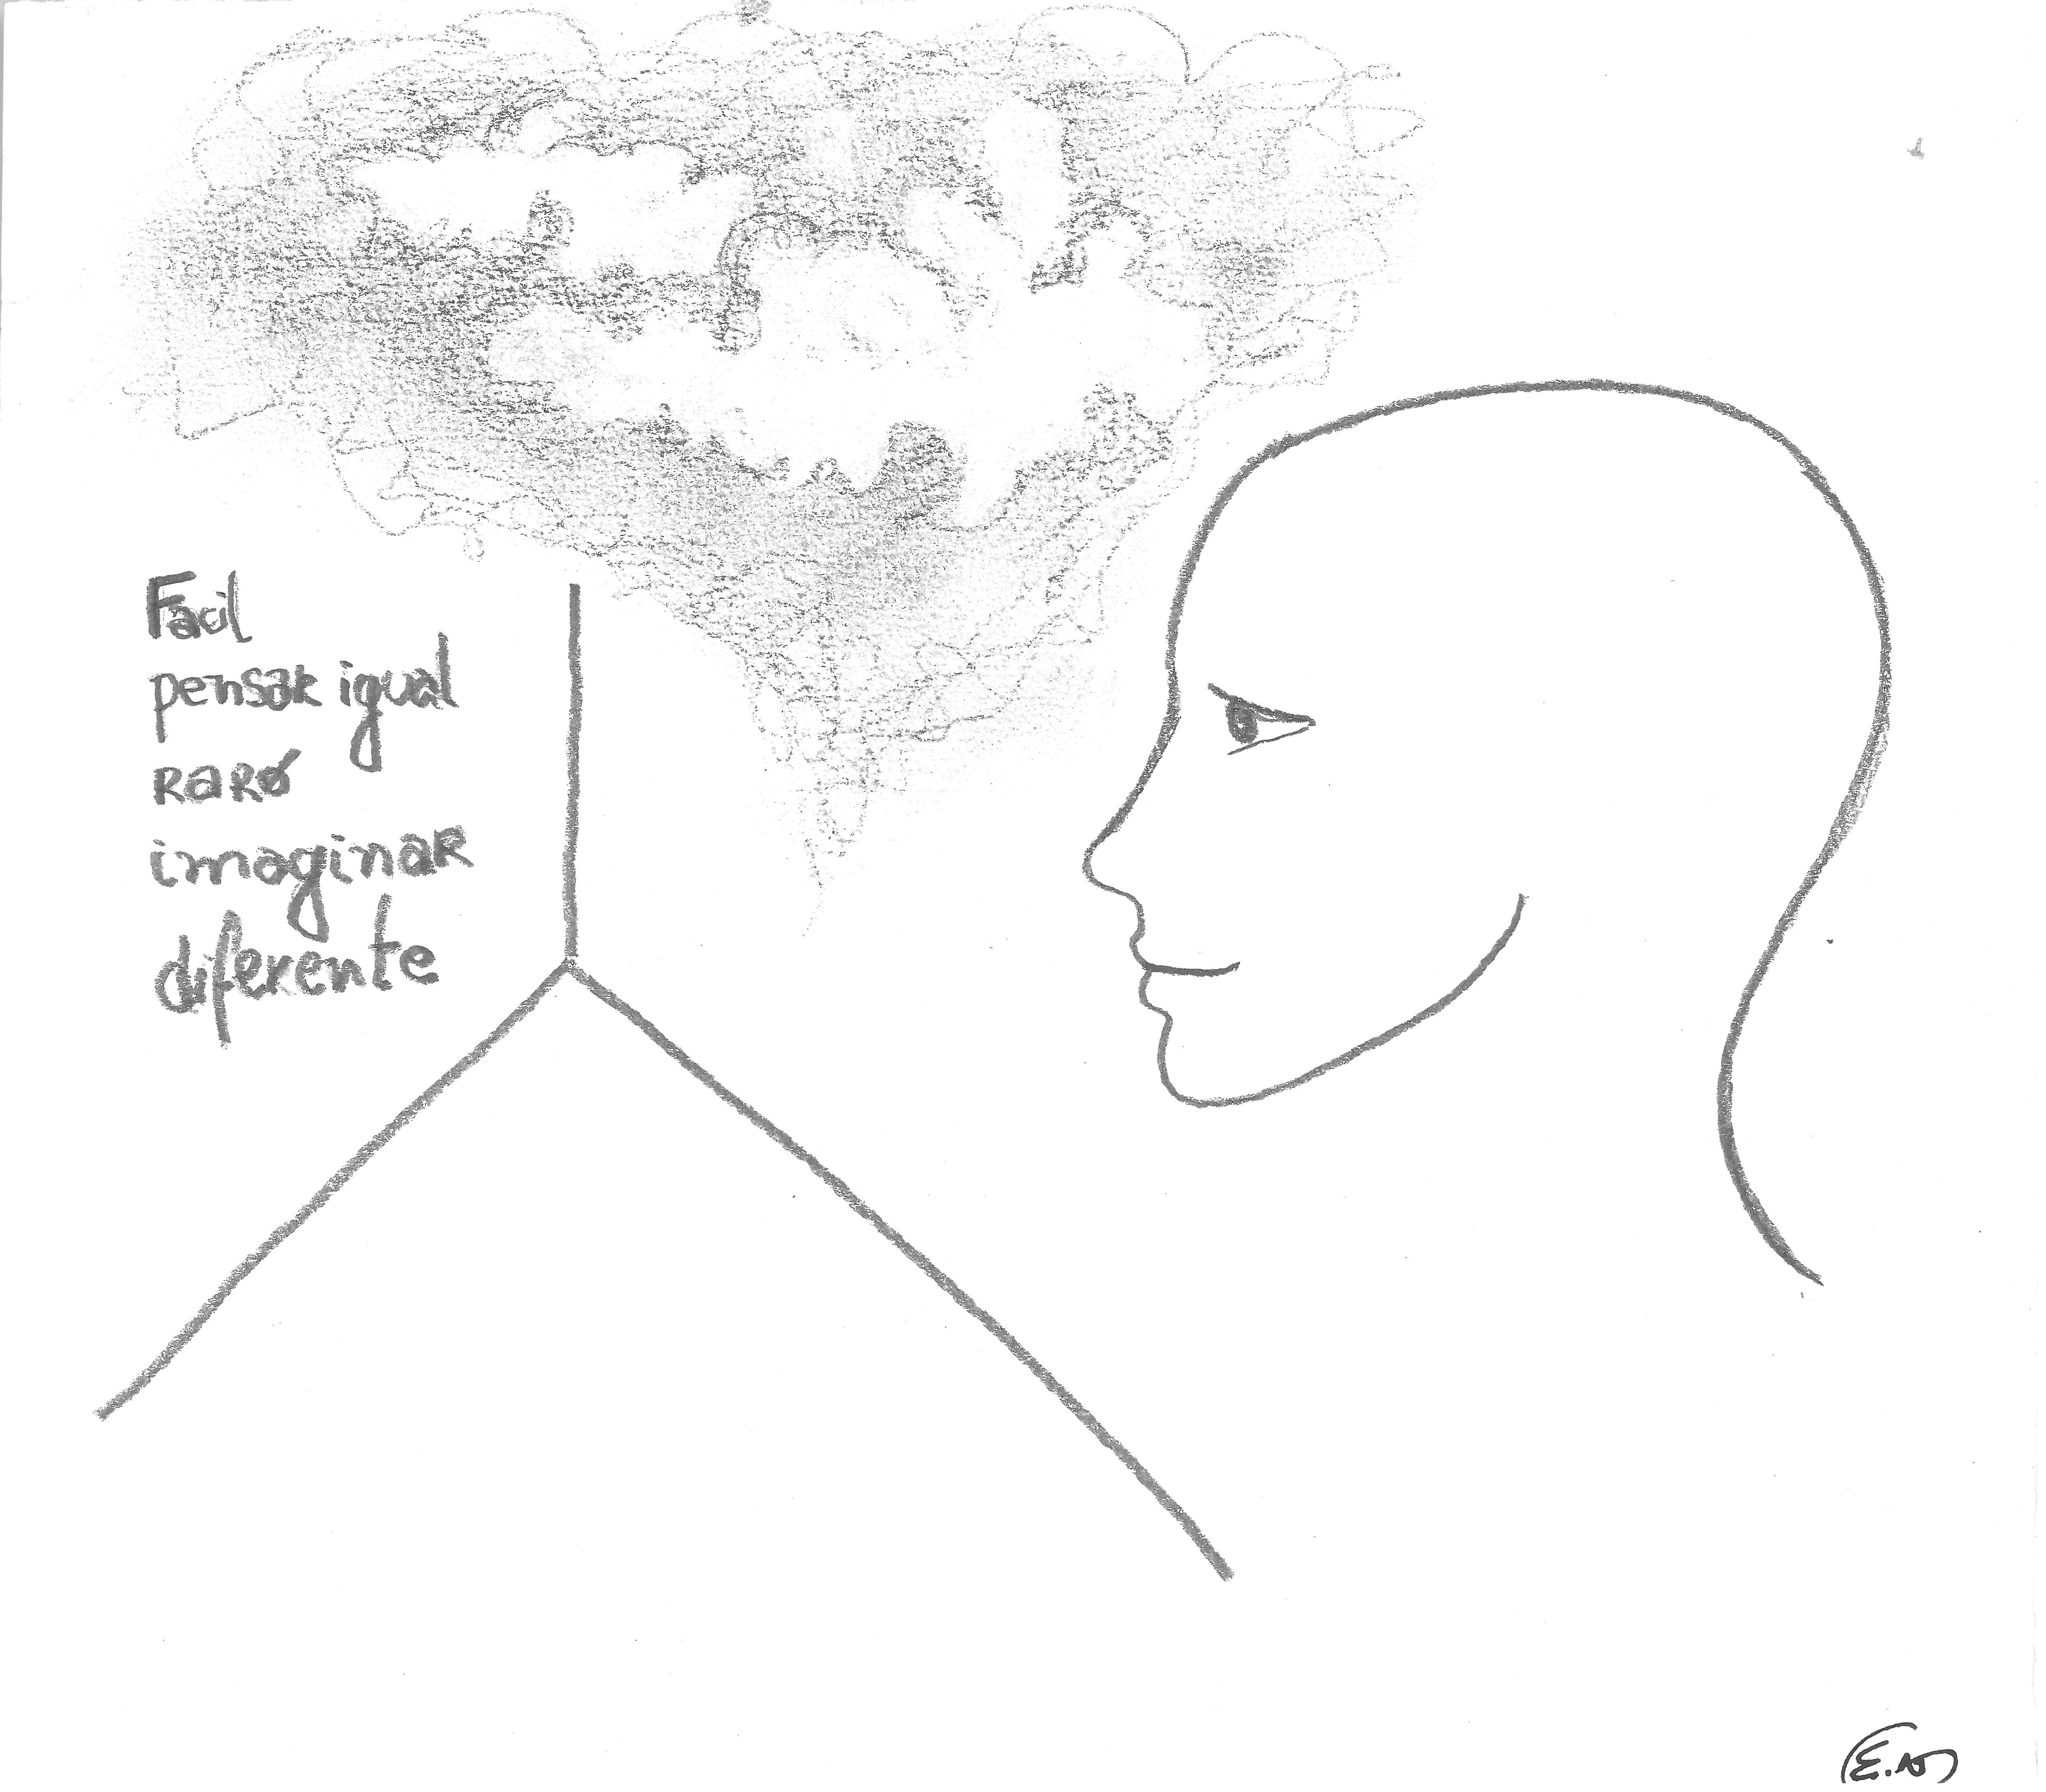 Facil
pensar igual
raro
imaginar
diferente